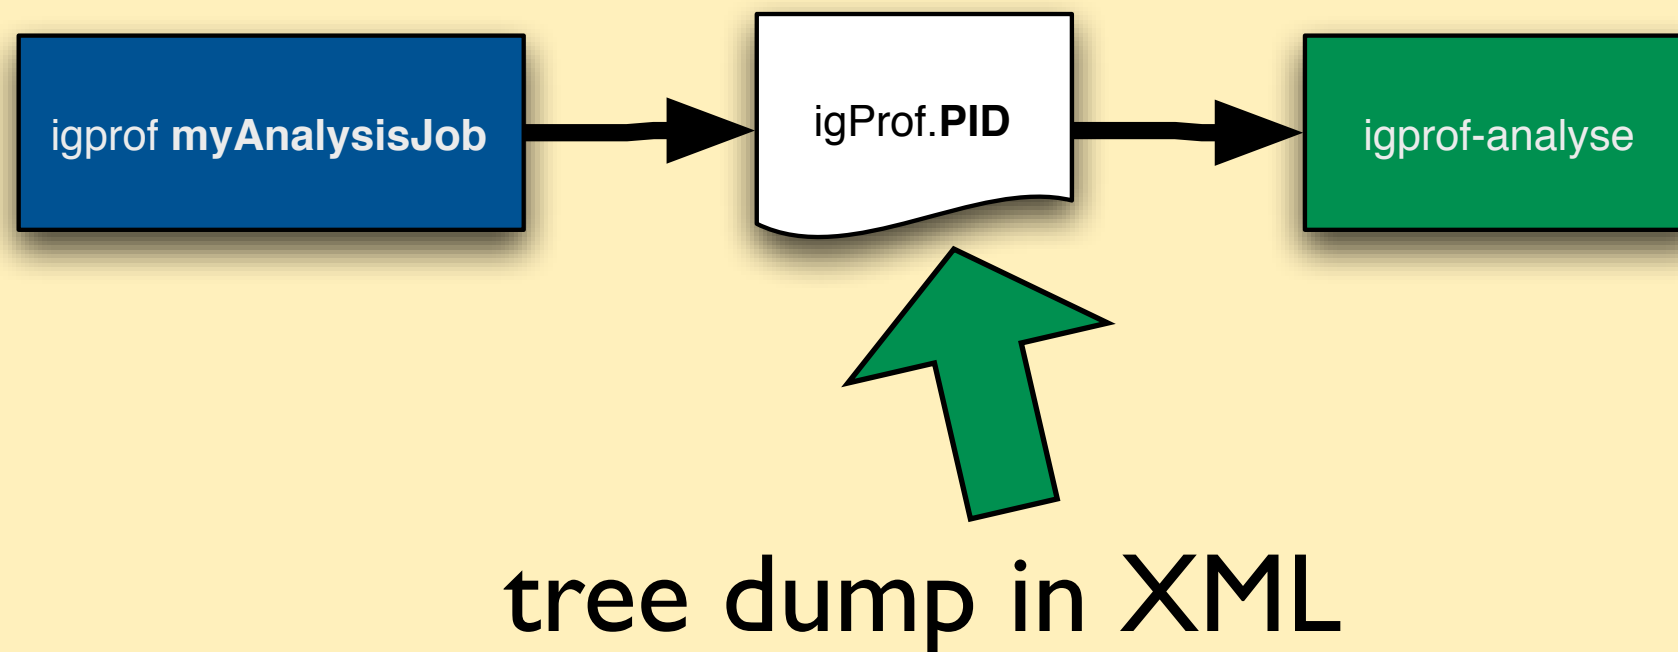 igprof myAnalysisJob
igProf.PID
igprof-analyse
tree dump in XML